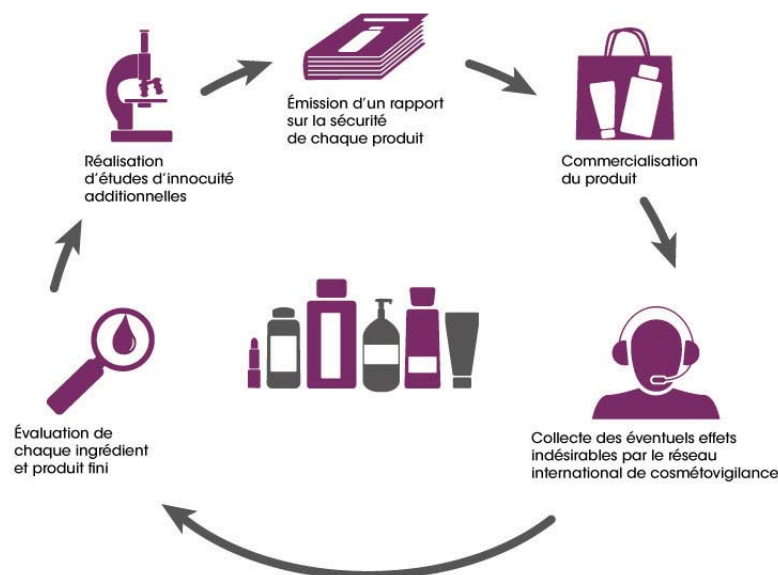 Émission d'un rapport
sur la sécurité
de chaque produit
Réalisation
d'études d'innocuité
additionnelles
Commercialisation
du produit
Évaluation de
chaque ingrédient
et produit fini
Collecte des éventuels effets
indésirables par le réseau
international de cosmétovigilance